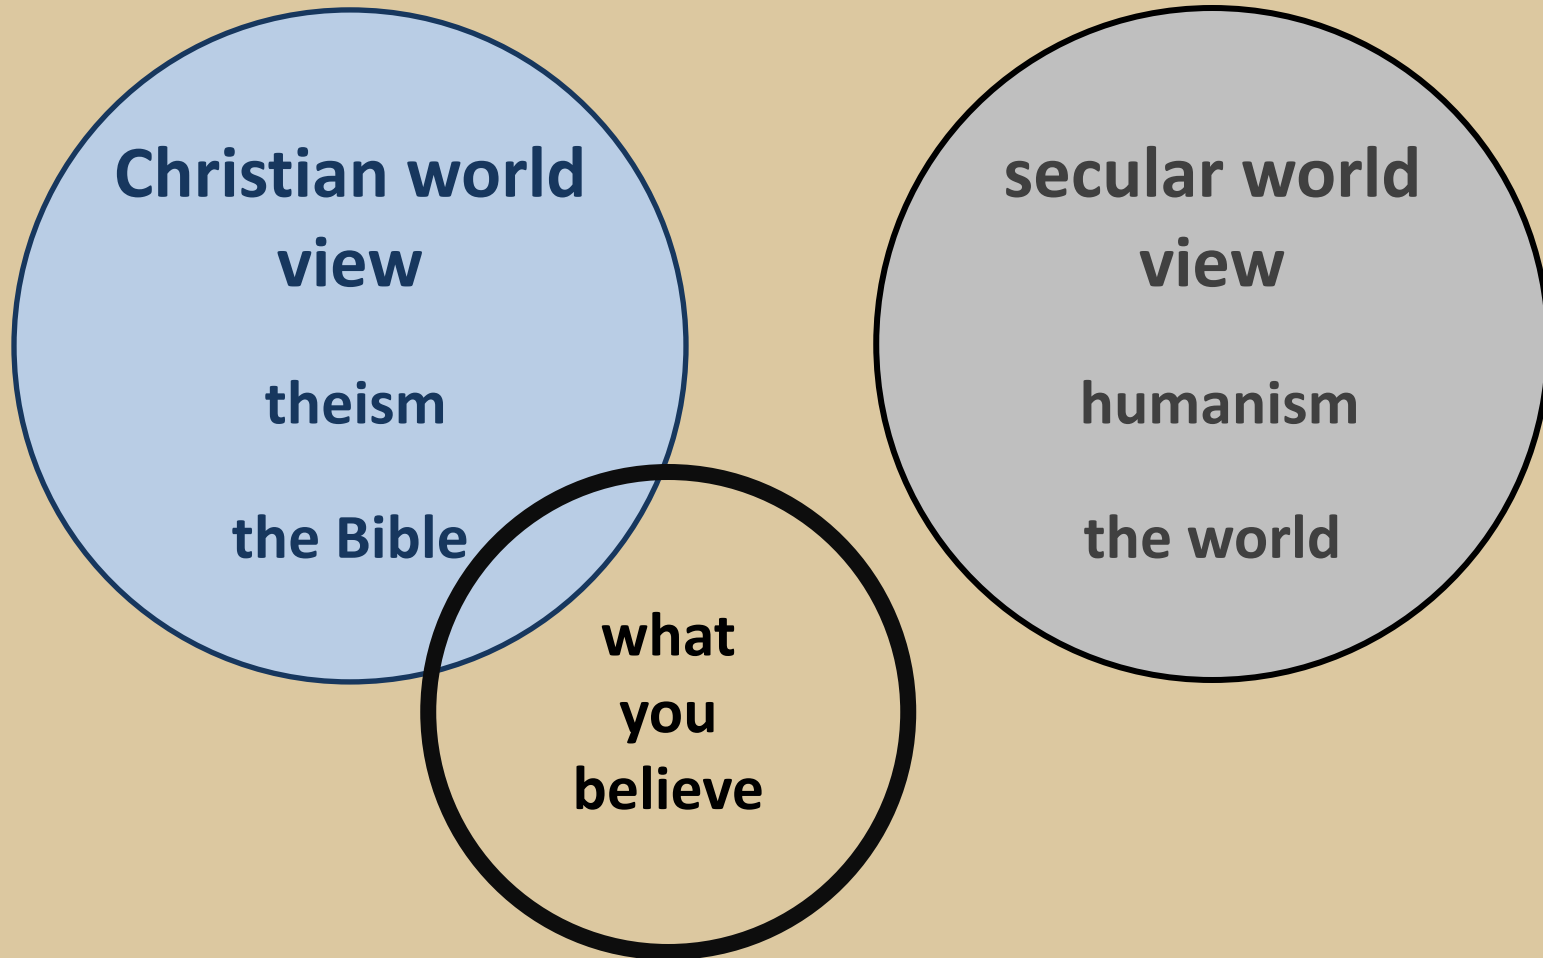 Christian world
view
theism
the Bible
secular world
view
humanism
the world
what
you
believe